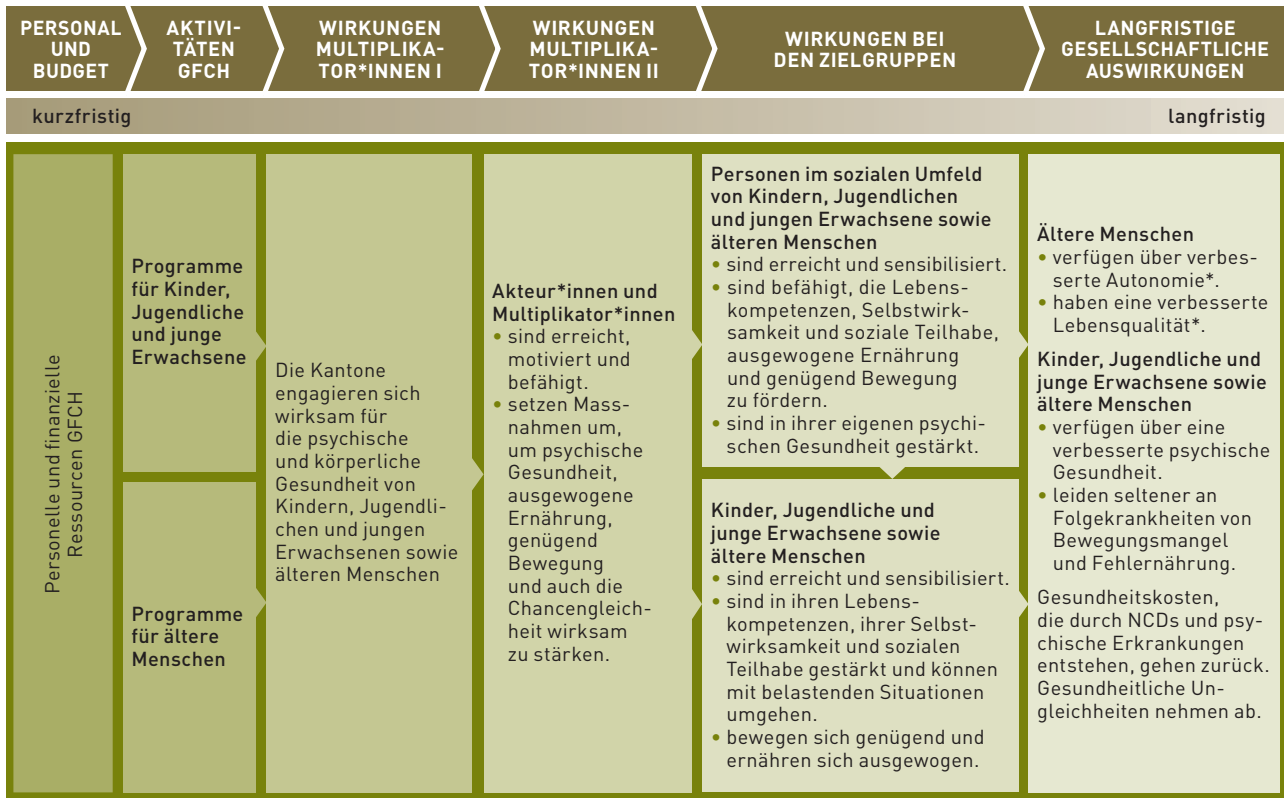 PERSONAL
UND
BUDGET
AKTIVI-
TÄTEN
GFCH
WIRKUNGEN
MULTIPLIKA-
TOR*INNEN I
WIRKUNGEN
MULTIPLIKA-
TOR*INNEN II
WIRKUNGEN BEI
DEN ZIELGRUPPEN
LANGFRISTIGE
GESELLSCHAFTLICHE
AUSWIRKUNGEN
kurzfristig
langfristig
Personelle und finanzielle
Ressourcen GFCH
Programme
für Kinder,
Jugendliche
und junge
Erwachsene
Programme
für ältere
Menschen
Die Kantone
engagieren sich
wirksam für
die psychische
und körperliche
Gesundheit von
Kindern, Jugendli-
chen und jungen
Erwachsenen sowie
älteren Menschen
Akteur*innen und
Multiplikator*innen
• sind erreicht,
motiviert und
befähigt.
• setzen Mass-
nahmen um,
um psychische
Gesundheit,
ausgewogene
Ernährung,
genügend
Bewegung
und auch die
Chancengleich-
heit wirksam
zu stärken.
Personen im sozialen Umfeld
von Kindern, Jugendlichen
und jungen Erwachsene sowie
älteren Menschen
• sind erreicht und sensibilisiert.
• sind befähigt, die Lebens-
kompetenzen, Selbstwirk-
samkeit und soziale Teilhabe,
ausgewogene Ernährung
und genügend Bewegung
zu fördern.
• sind in ihrer eigenen psychi-
schen Gesundheit gestärkt.
Kinder, Jugendliche und
junge Erwachsene sowie
ältere Menschen
• sind erreicht und sensibilisiert.
• sind in ihren Lebens-
kompetenzen, ihrer Selbst-
wirksamkeit und sozialen
Teilhabe gestärkt und können
mit belastenden Situationen
umgehen.
• bewegen sich genügend und
ernähren sich ausgewogen.
Ältere Menschen
• verfügen über verbes-
serte Autonomie*.
• haben eine verbesserte
Lebensqualität*.
Kinder, Jugendliche und
junge Erwachsene sowie
ältere Menschen
• verfügen über eine
verbesserte psychische
Gesundheit.
• leiden seltener an
Folgekrankheiten von
Bewegungsmangel
und Fehlernährung.
Gesundheitskosten,
die durch NCDs und psy-
chische Erkrankungen
entstehen, gehen zurück.
Gesundheitliche Un-
gleichheiten nehmen ab.